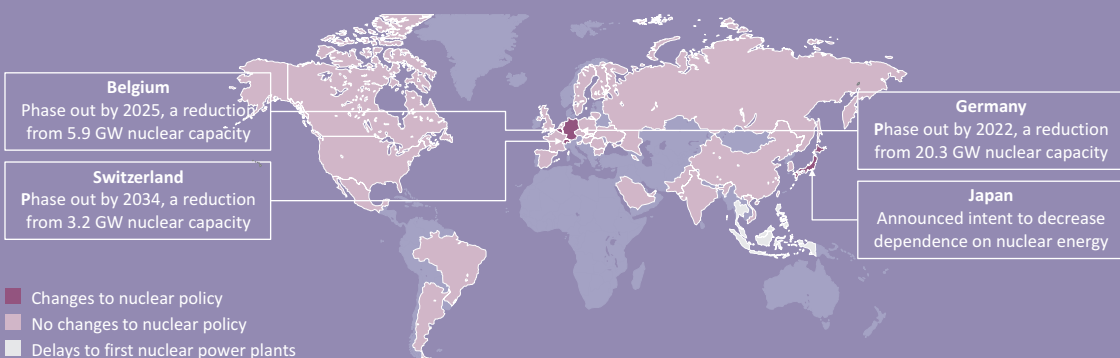 Belgium
Phase out by 2025, a reduction
from 5.9 GW nuclear capacity
Switzerland
Phase out by 2034, a reduction
from 3.2 GW nuclear capacity
Germany
Phase out by 2022, a reduction
from 20.3 GW nuclear capacity
Japan
Announced intent to decrease
dependence on nuclear energy
Changes to nuclear policy
No changes to nuclear policy
Delays to first nuclear power plants